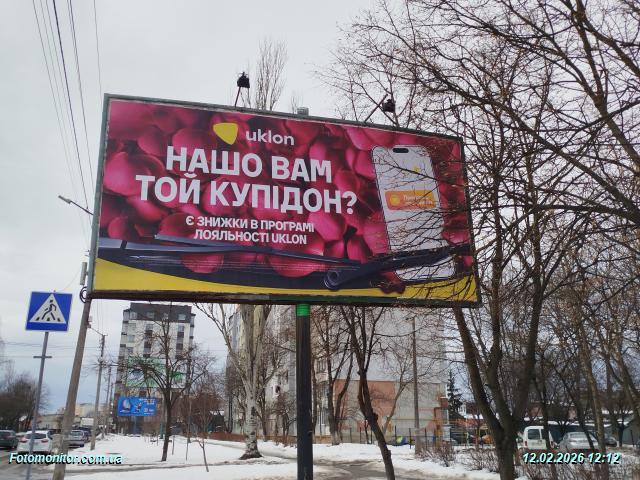 uklon
НАШО ВАМ
ТОЙ КУПІДОН?
Є ЗНИЖКИ В ПРОГРАМІ
ЛОЯЛЬНОСТІ UKLON
Fotomonitor.com.ua
12.02.2026 12:12